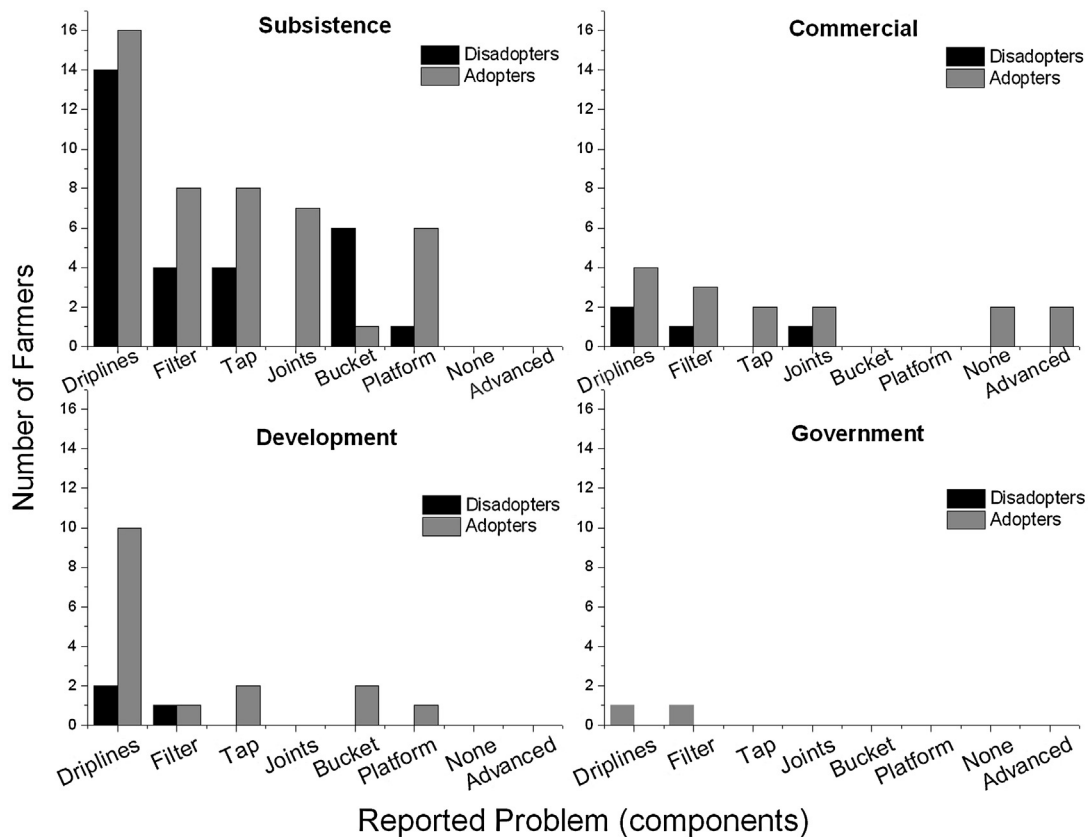 Number of Farmers
Subsistence
Disadopters
Adopters
16
14
12
10
8
6
4
2
0
Driplines
Filter
Tap
Joints
Bucket
Platform
None
Advanced
Commercial
Disadopters
Adopters
16
14
12
10
8
6
4
2
0
Driplines
Filter
Tap
Joints
Bucket
Platform
None
Advanced
Development
Disadopters
Adopters
16
14
12
10
8
6
4
2
0
Driplines
Filter
Tap
Joints
Bucket
Platform
None
Advanced
Government
Disadopters
Adopters
16
14
12
10
8
6
4
2
0
Driplines
Filter
Tap
Joints
Bucket
Platform
None
Advanced
Reported Problem (components)